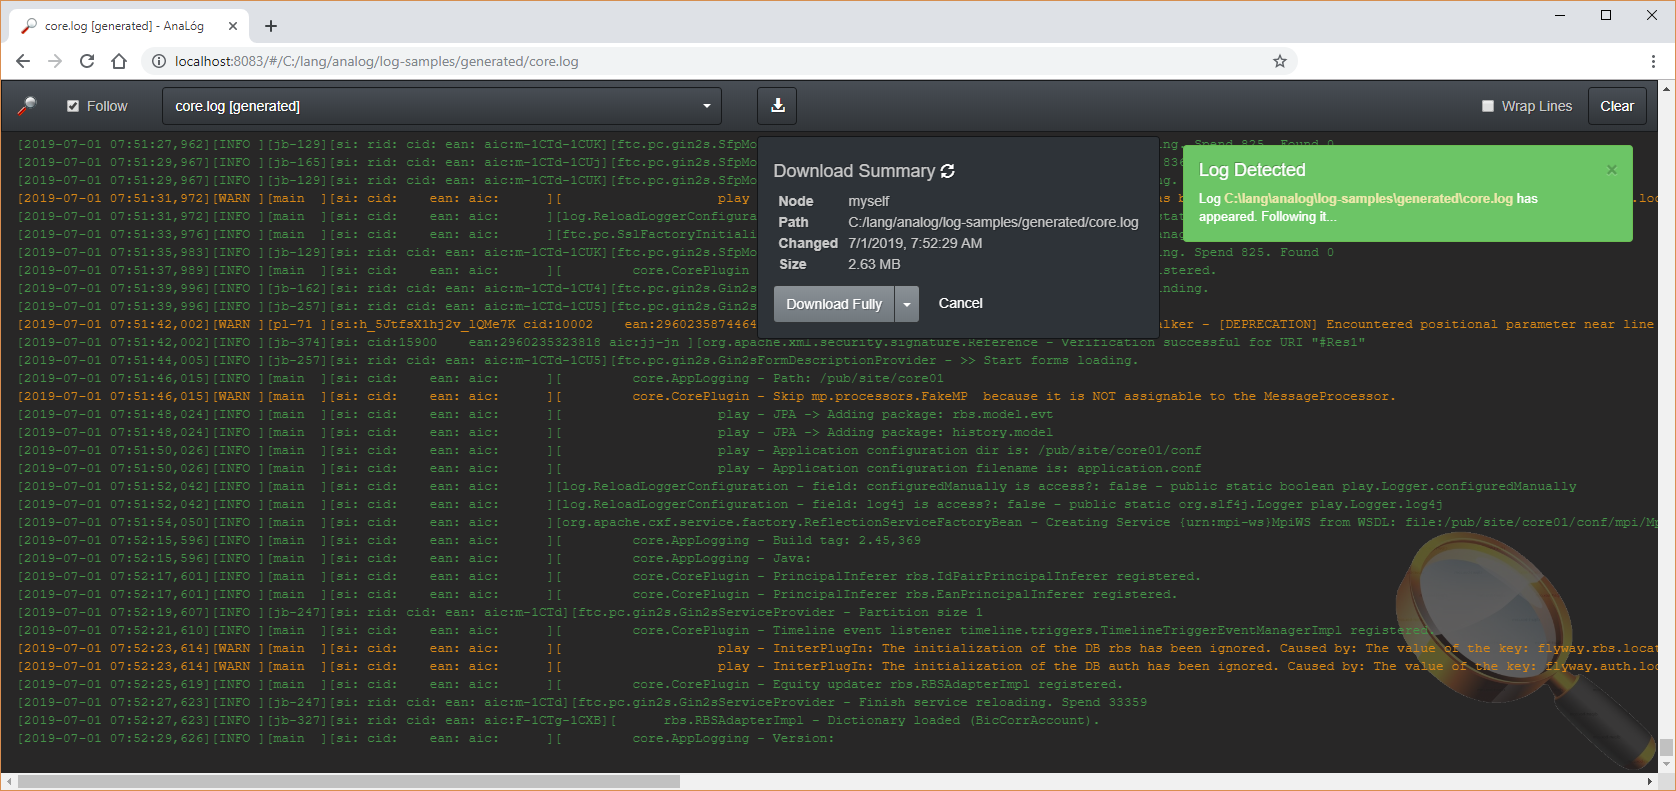 core.log [generated] - AnaLóg
localhost:8083/#/C:/lang/analog/log-samples/generated/core.log
Follow
core.log [generated]
Wrap Lines
Clear
[2019-07-01 07:51:27,962][INFO ][jb-129][si: rid: cid: ean: aic:m-1CTd-1CUK][ftc.pc.gin2s.SfpMo
ng. Spend 825. Found 0
[2019-07-01 07:51:29,967][INFO ][jb-165][si: rid: cid: ean: aic:m-1CTd-1CUj][ftc.pc.gin2s.SfpMo
836
[2019-07-01 07:51:29,967][INFO ][jb-129][si: rid: cid: ean: aic:m-1CTd-1CUK][ftc.pc.gin2s.SfpMo
ng.
[2019-07-01 07:51:31,972][WARN ][main  ][si: cid:    ean: aic:      ][                    play -
as b
.loc
[2019-07-01 07:51:31,972][INFO ][main  ][si: cid:    ean: aic:      ][log.ReloadLoggerConfigura
stat
[2019-07-01 07:51:33,976][INFO ][main  ][si: cid:    ean: aic:      ][ftc.pc.SslFactoryInitiali
anag
[2019-07-01 07:51:35,983][INFO ][jb-129][si: rid: cid: ean: aic:m-1CTd-1CUK][ftc.pc.gin2s.SfpMo
ng. Spend 825. Found 0
[2019-07-01 07:51:37,989][INFO ][main  ][si: cid:    ean: aic:      ][         core.CorePlugin
istered.
[2019-07-01 07:51:39,996][INFO ][jb-162][si: rid: cid: ean: aic:m-1CTd-1CU4][ftc.pc.gin2s.Gin2s
nding.
[2019-07-01 07:51:39,996][INFO ][jb-257][si: rid: cid: ean: aic:m-1CTd-1CU5][ftc.pc.gin2s.Gin2s
[2019-07-01 07:51:42,002][WARN ][pl-71 ][si:h_5JtfsX1hj2v_lQMe7K cid:10002    ean:2960235874464
alker - [DEPRECATION] Encountered positional parameter near line
[2019-07-01 07:51:42,002][INFO ][jb-374][si: cid:15900    ean:2960235323818 aic:jj-jn ][org.apache.xml.security.signature.Reference - Verification successful for URI "#Res1"
[2019-07-01 07:51:44,005][INFO ][jb-257][si: rid: cid: ean: aic:m-1CTd-1CU5][ftc.pc.gin2s.Gin2sFormDescriptionProvider - >> Start forms loading.
[2019-07-01 07:51:46,015][INFO ][main  ][si: cid:    ean: aic:      ][         core.AppLogging - Path: /pub/site/core01
[2019-07-01 07:51:46,015][WARN ][main  ][si: cid:    ean: aic:      ][         core.CorePlugin - Skip mp.processors.FakeMP  because it is NOT assignable to the MessageProcessor.
[2019-07-01 07:51:48,024][INFO ][main  ][si: cid:    ean: aic:      ][                    play - JPA -> Adding package: rbs.model.evt
[2019-07-01 07:51:48,024][INFO ][main  ][si: cid:    ean: aic:      ][                    play - JPA -> Adding package: history.model
[2019-07-01 07:51:50,026][INFO ][main  ][si: cid:    ean: aic:      ][                    play - Application configuration dir is: /pub/site/core01/conf
[2019-07-01 07:51:50,026][INFO ][main  ][si: cid:    ean: aic:      ][                    play - Application configuration filename is: application.conf
[2019-07-01 07:51:52,042][INFO ][main  ][si: cid:    ean: aic:      ][log.ReloadLoggerConfiguration - field: configuredManually is access?: false - public static boolean play.Logger.configuredManually
[2019-07-01 07:51:52,042][INFO ][main  ][si: cid:    ean: aic:      ][log.ReloadLoggerConfiguration - field: log4j is access?: false - public static org.slf4j.Logger play.Logger.log4j
[2019-07-01 07:51:54,050][INFO ][main  ][si: cid:    ean: aic:      ][org.apache.cxf.service.factory.ReflectionServiceFactoryBean - Creating Service {urn:mpi-ws}MpiWS from WSDL: file:/pub/site/core01/conf/mpi/Mp
[2019-07-01 07:52:15,596][INFO ][main  ][si: cid:    ean: aic:      ][         core.AppLogging - Build tag: 2.45,369
[2019-07-01 07:52:15,596][INFO ][main  ][si: cid:    ean: aic:      ][         core.AppLogging - Java:
[2019-07-01 07:52:17,601][INFO ][main  ][si: cid:    ean: aic:      ][         core.CorePlugin - PrincipalInferer rbs.IdPairPrincipalInferer registered.
[2019-07-01 07:52:17,601][INFO ][main  ][si: cid:    ean: aic:      ][         core.CorePlugin - PrincipalInferer rbs.EanPrincipalInferer registered.
[2019-07-01 07:52:19,607][INFO ][jb-247][si: rid: cid: ean: aic:m-1CTd][ftc.pc.gin2s.Gin2sServiceProvider - Partition size 1
[2019-07-01 07:52:21,610][INFO ][main  ][si: cid:    ean: aic:      ][         core.CorePlugin - Timeline event listener timeline.triggers.TimelineTriggerEventManagerImpl registered.
[2019-07-01 07:52:23,614][WARN ][main  ][si: cid:    ean: aic:      ][                    play - IniterPlugIn: The initialization of the DB rbs has been ignored. Caused by: The value of the key: flyway.rbs.locat
[2019-07-01 07:52:23,614][WARN ][main  ][si: cid:    ean: aic:      ][                    play - IniterPlugIn: The initialization of the DB auth has been ignored. Caused by: The value of the key: flyway.auth.loc
[2019-07-01 07:52:25,619][INFO ][main  ][si: cid:    ean: aic:      ][         core.CorePlugin - Equity updater rbs.RBSAdapterImpl registered.
[2019-07-01 07:52:27,623][INFO ][jb-247][si: rid: cid: ean: aic:m-1CTd][ftc.pc.gin2s.Gin2sServiceProvider - Finish service reloading. Spend 33359
[2019-07-01 07:52:27,623][INFO ][jb-327][si: rid: cid: ean: aic:F-1CTg-1CXB][      rbs.RBSAdapterImpl - Dictionary loaded (BicCorrAccount).
[2019-07-01 07:52:29,626][INFO ][main  ][si: cid:    ean: aic:      ][         core.AppLogging - Version:
Download Summary
Node myself
Path C:/lang/analog/log-samples/generated/core.log
Changed 7/1/2019, 7:52:29 AM
Size 2.63 MB
Download Fully
Cancel
Log Detected
×
Log C:\lang\analog\log-samples\generated\core.log has
appeared. Following it...